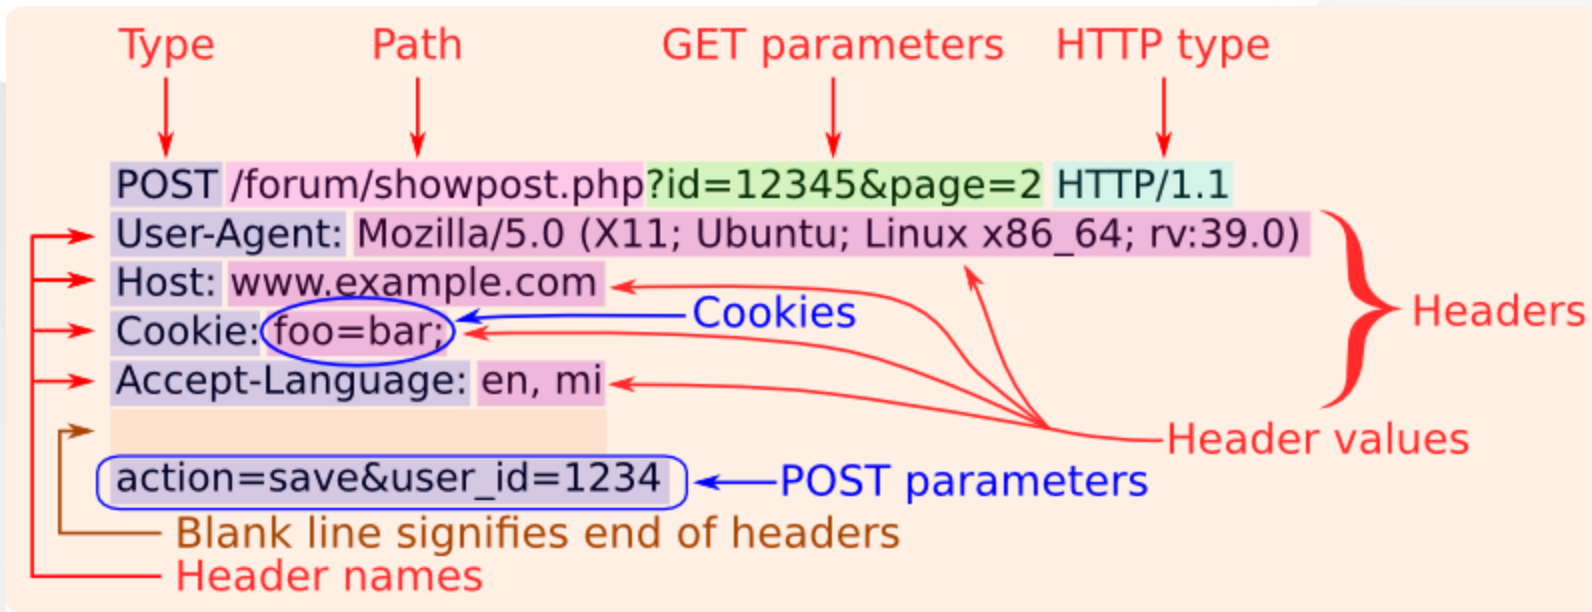 Type Path GET parameters HTTP type
POST /forum/showpost.php?id=12345&page=2 HTTP/1.1
User-Agent: Mozilla/5.0 (X11; Ubuntu; Linux x86_64; rv:39.0)
Host: www.example.com
Cookies
Headers
Cookie: foo=bar;
Accept-Language: en, mi
Header values
action=save&user_id=1234
POST parameters
Blank line signifies end of headers
Header names